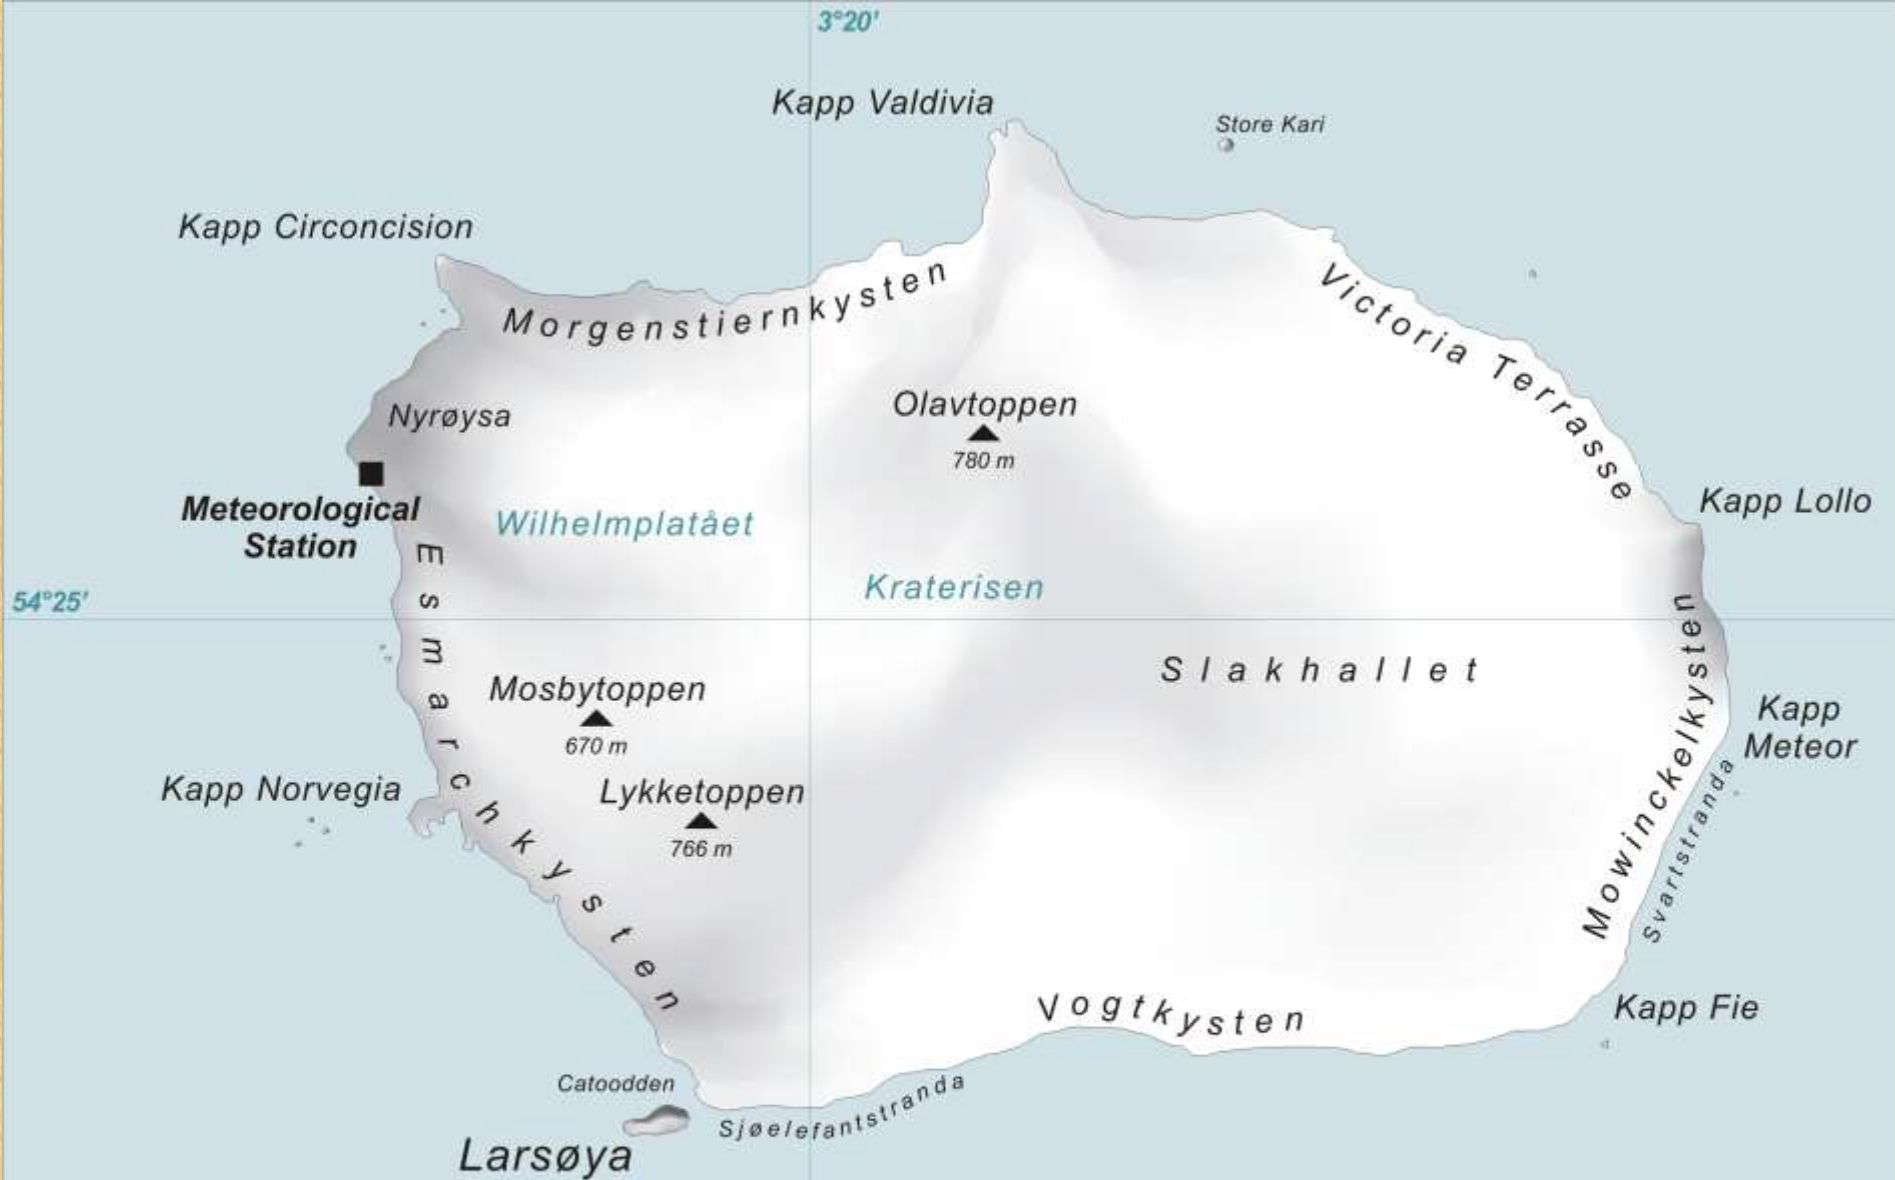 3°20'
Kapp Valdivia
Store Kari
Kapp Circoncision
Morgenstiernkysten
Victoria Terrasse
Nyrøysa
Olavtoppen
780 m
Kapp Lollo
Meteorological
Station
Wilhelmplatået
Kraterisen
54°25'
Esmarchkysten
Slakhallet
Mowinckelkysten
Mosbytoppen
670 m
Kapp
Meteor
Kapp Norvegia
Lykketoppen
766 m
Svartstranda
Vogtkysten
Kapp Fie
Catoodden
Sjøelefantstranda
Larsøya